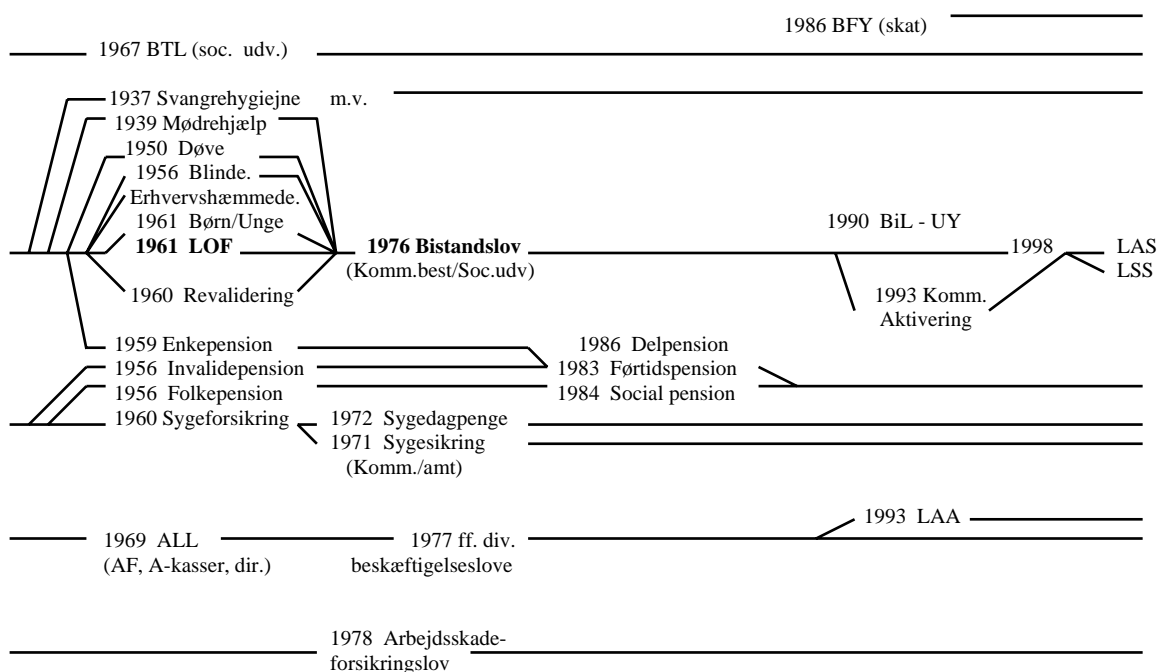 1986 BFY (skat)
1967 BTL (soc. udv.)
1937 Svangrehygiejne m.v.
1939 Mødrehjælp
1950 Døve
1956 Blinde.
Erhvervshæmmede.
1961 Børn/Unge
1990 BiL - UY
1961 LOF
1976 Bistandslov
1998
LAS
(Komm.best/Soc.udv)
LSS
1960 Revalidering
1993 Komm.
Aktivering
1959 Enkepension
1986 Delpension
1956 Invalidepension
1983 Førtidspension
1956 Folkepension
1984 Social pension
1960 Sygeforsikring
1972 Sygedagpenge
1971 Sygesikring
(Komm./amt)
1993 LAA
1969 ALL
1977 ff. div.
(AF, A-kasser, dir.)
beskæftigelseslove
1978 Arbejdsskade-
forsikringslov